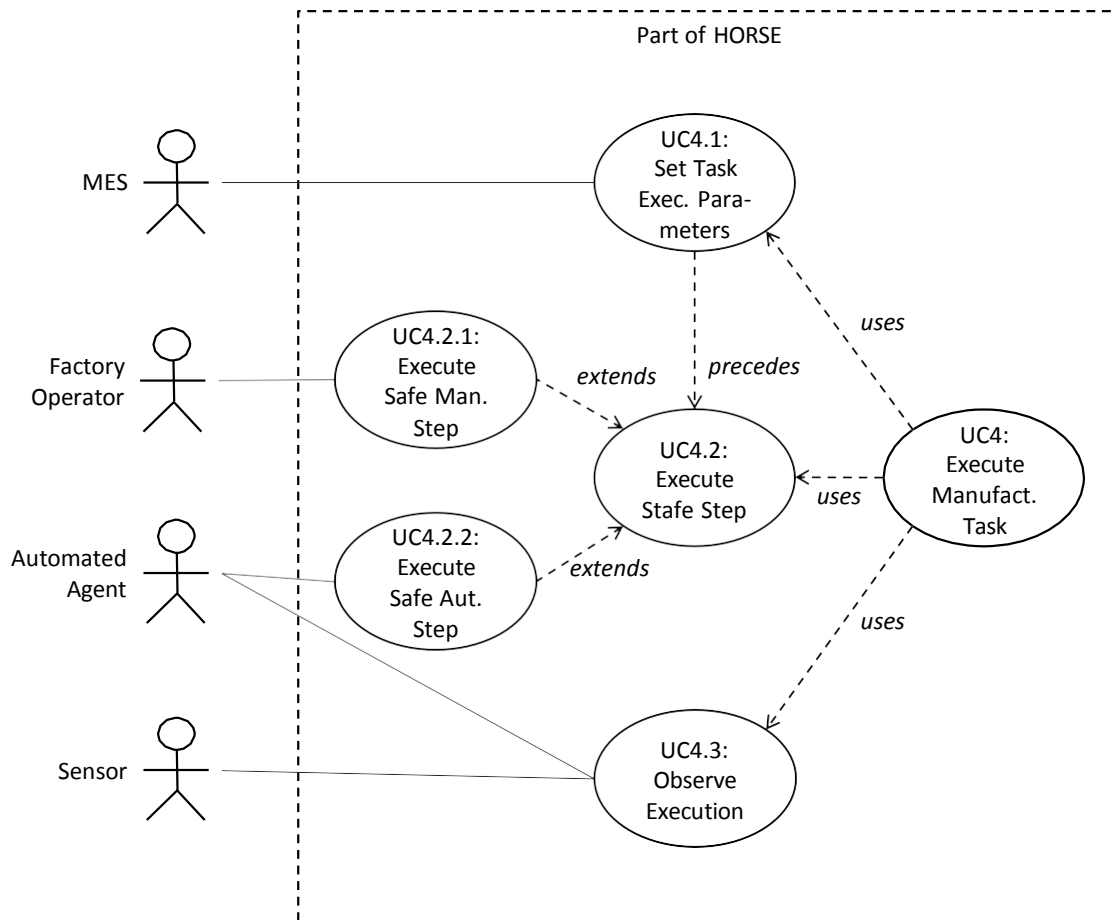 Part of HORSE
MES
UC4.1:
Set Task
Exec. Para-
meters
uses
Factory
Operator
UC4.2.1:
Execute
Safe Man.
Step
extends
precedes
UC4.2:
Execute
Stafe Step
uses
UC4:
Execute
Manufact.
Task
Automated
Agent
UC4.2.2:
Execute
Safe Aut.
Step
extends
uses
Sensor
UC4.3:
Observe
Execution